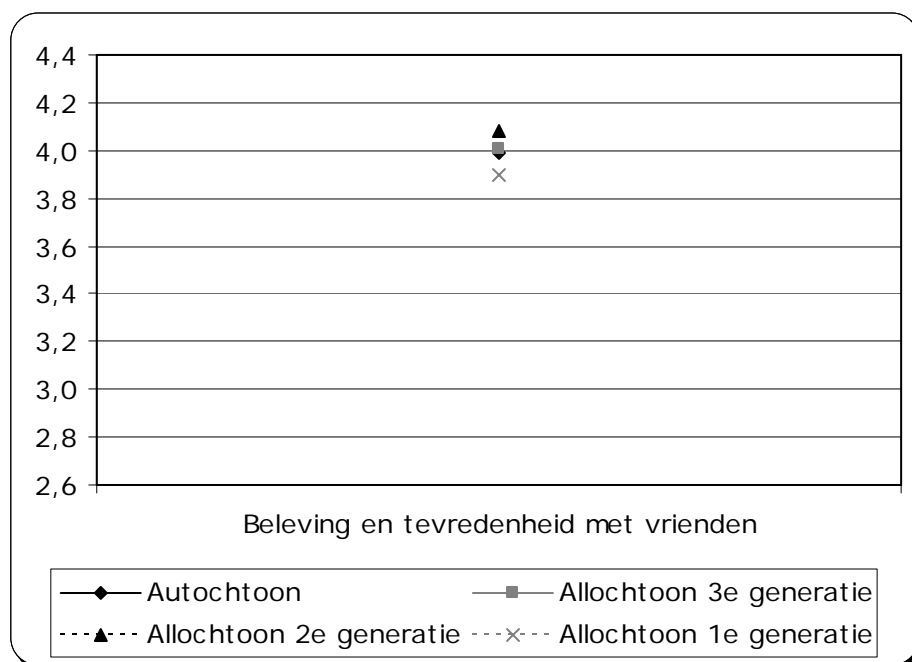 4,4
4,2
4,0
3,8
3,6
3,4
3,2
3,0
2,8
2,6
Beleving en tevredenheid met vrienden
Autochtoon
Allochtoon 3e generatie
Allochtoon 2e generatie
Allochtoon 1e generatie